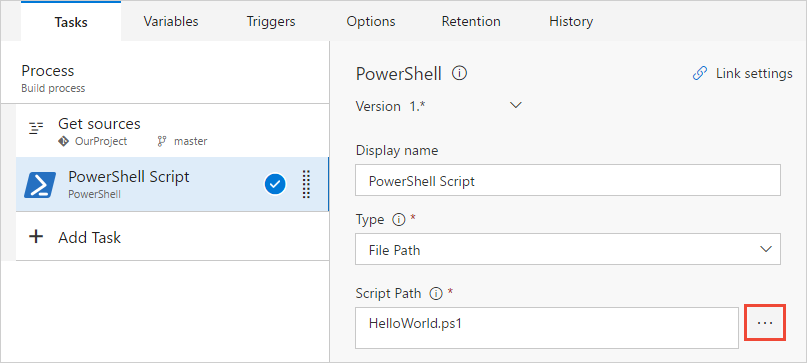 Tasks Variables Triggers Options Retention History
Process
Build process
Get sources
OurProject master
PowerShell Script
PowerShell
+ Add Task
PowerShell
Link settings
Version 1.*
Display name
PowerShell Script
Type *
File Path
Script Path *
HelloWorld.ps1
...